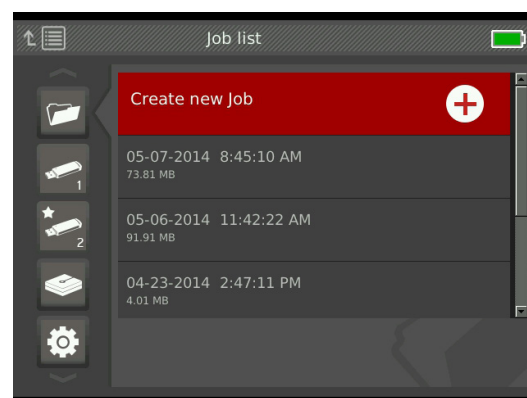 Job list
Create new Job
05-07-2014 8:45:10 AM
73.81 MB
1
05-06-2014 11:42:22 AM
91.91 MB
2
04-23-2014 2:47:11 PM
4.01 MB